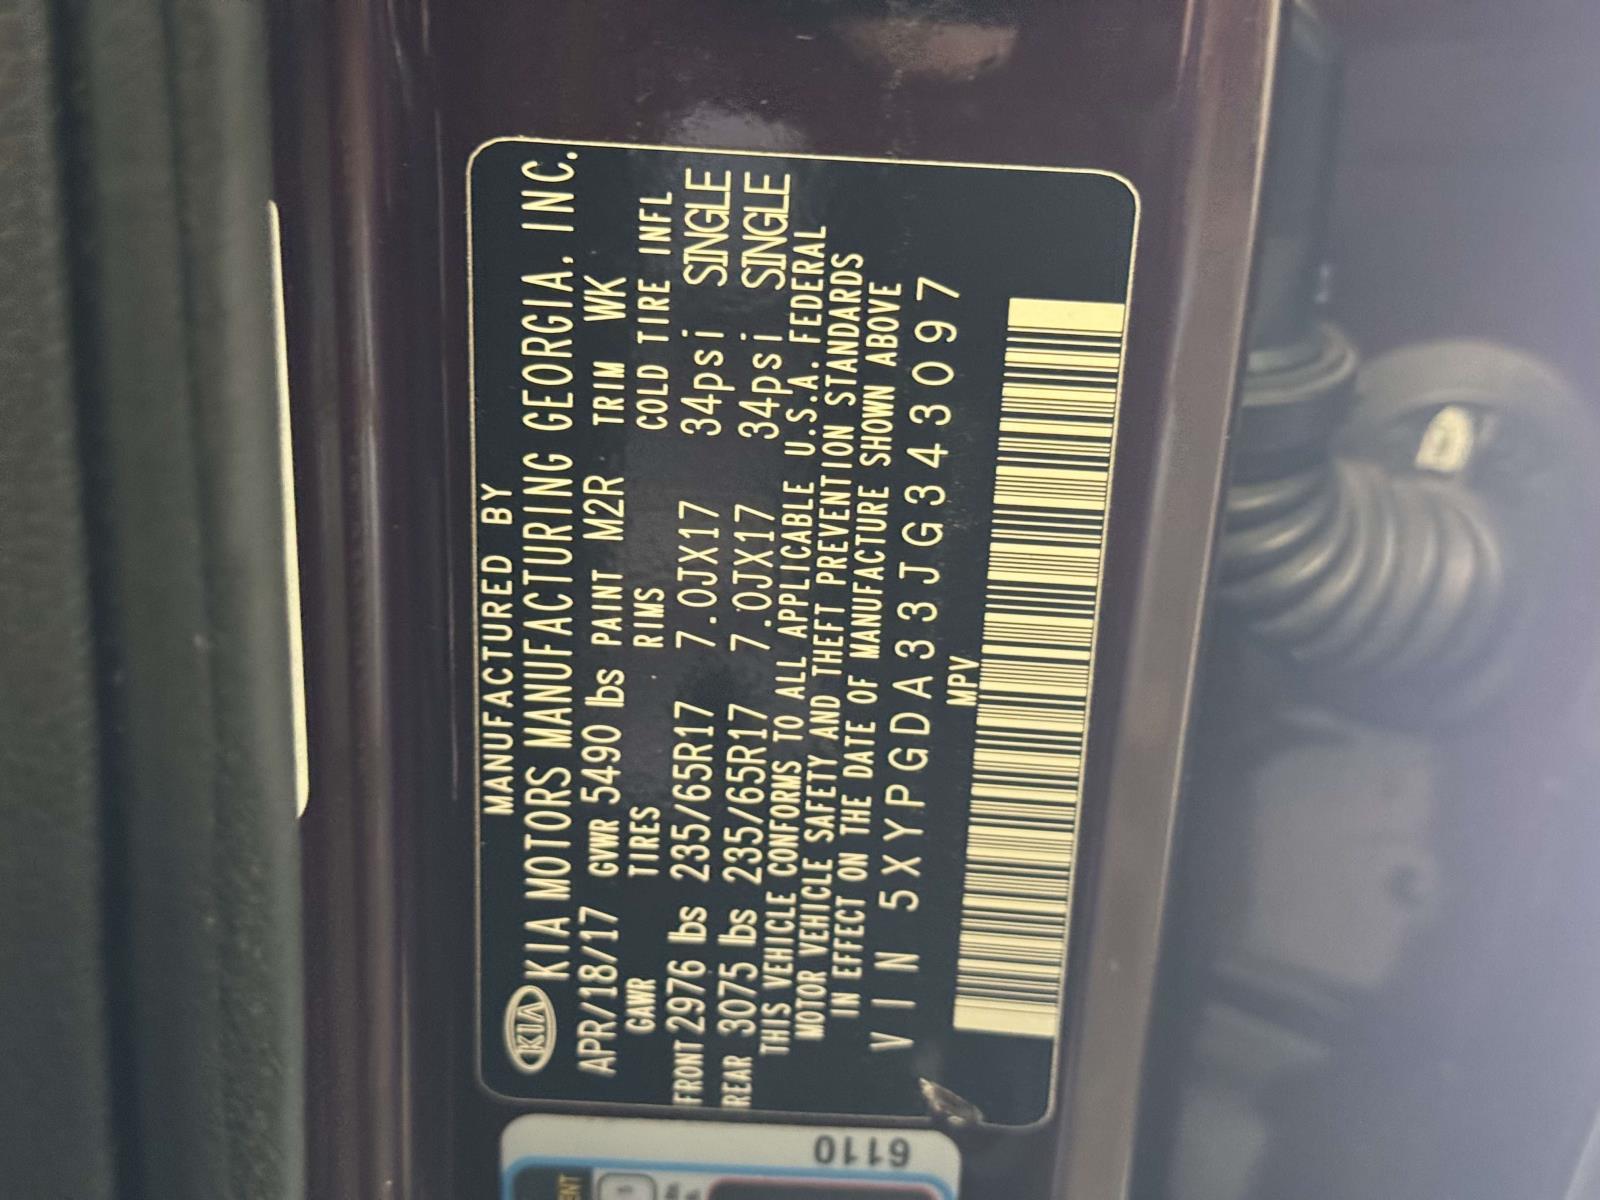 MANUFACTURED BY
KIA KIA MOTORS MANUFACTURING GEORGIA, INC.
APR/18/17 GVWR 5490 lbs PAINT M2R TRIM WK
GAWR TIRES RIMS COLD TIRE INFL
FRONT 2976 lbs 235/65R17 7.0JX17 34psi SINGLE
REAR 3075 lbs 235/65R17 7.0JX17 34psi SINGLE
THIS VEHICLE CONFORMS TO ALL APPLICABLE U.S.A. FEDERAL
MOTOR VEHICLE SAFETY AND THEFT PREVENTION STANDARDS
IN EFFECT ON THE DATE OF MANUFACTURE SHOWN ABOVE
VIN 5XYPGDA33JG343097
MPV
6110